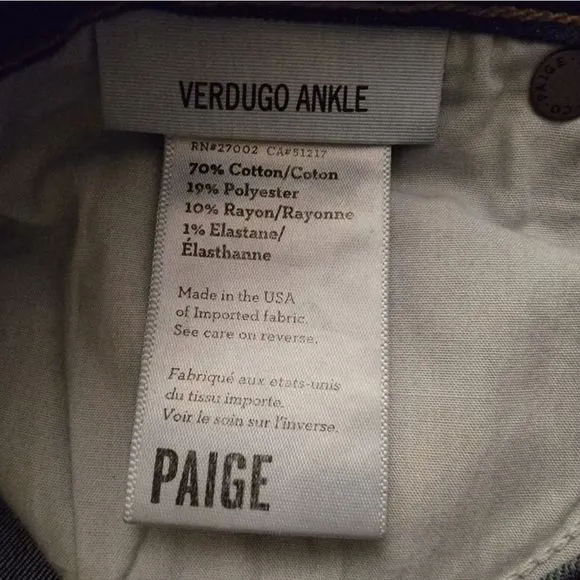 VERDUGO ANKLE
RN#27002 CA#51217
70% Cotton/Coton
19% Polyester
10% Rayon/Rayonne
1% Elastane/
Élasthanne
Made in the USA
of Imported fabric.
See care on reverse.
Fabriqué aux etats-unis
du tissu importe.
Voir le soin sur l'inverse.
PAIGE
CO. PAIGE